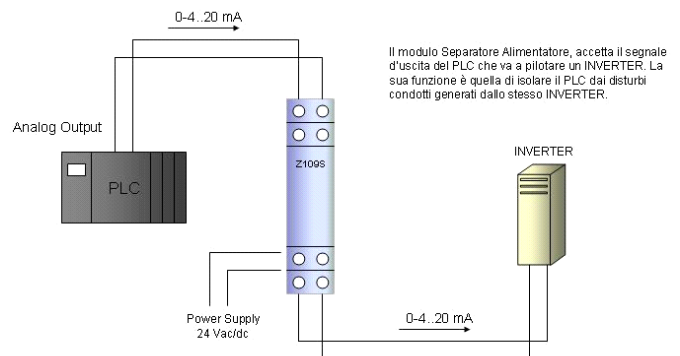 0-4..20 mA
Il modulo Separatore Alimentatore, accetta il segnale
d'uscita del PLC che va a pilotare un INVERTER. La
sua funzione è quella di isolare il PLC dai disturbi
condotti generati dallo stesso INVERTER.
Analog Output
PLC
Z109S
INVERTER
Power Supply
24 Vac/dc
0-4..20 mA